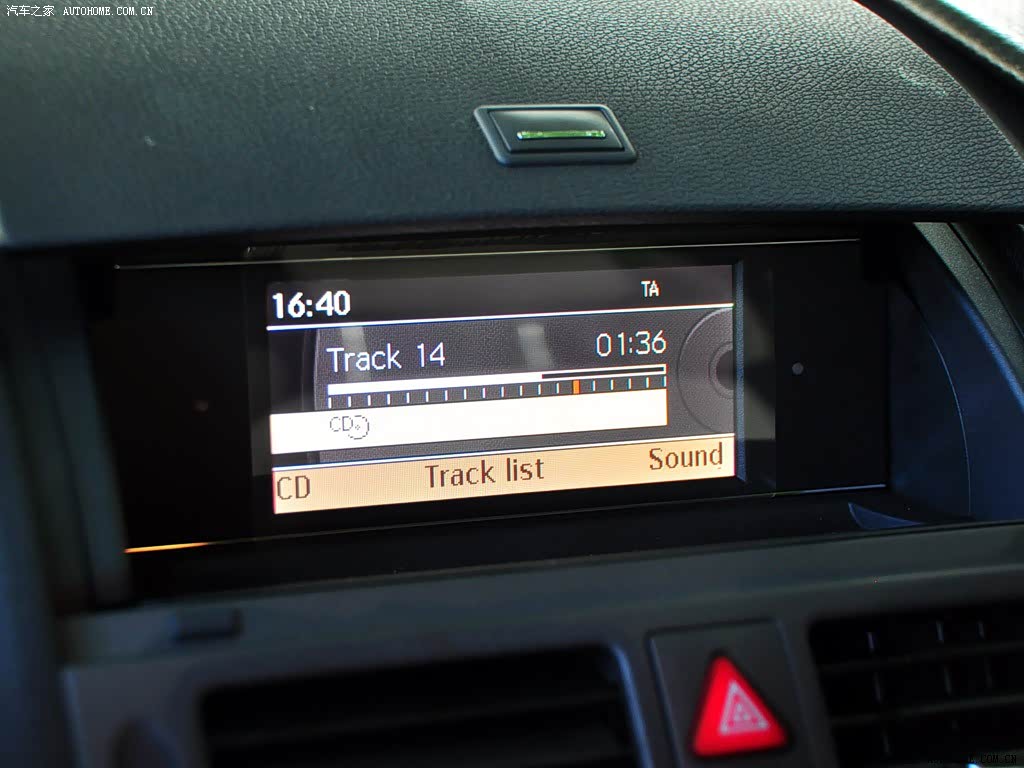 汽车之家 AUTOHOME.COM.CN
16:40 TA
Track 14 01:36
CD
CD Track list Sound